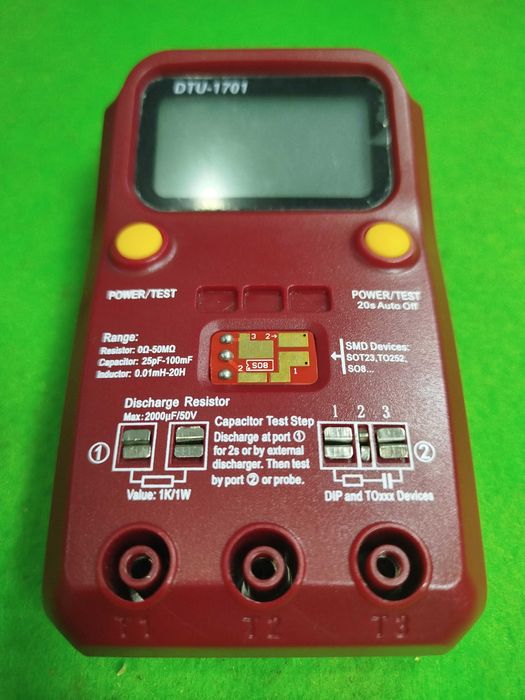 DTU-1701
POWER/TEST
POWER/TEST
20s Auto Off
Range:
Resistor: 0Ω-50MΩ
Capacitor: 25pF-100mF
Inductor: 0.01mH-20H
3 2→
2 SO8 1
SMD Devices:
SOT23,TO252,
SO8...
Discharge Resistor
Max: 2000µF/50V
①
Value: 1K/1W
Capacitor Test Step
Discharge at port ①
for 2s or by external
discharger. Then test
by port ② or probe.
1 2 3
②
DIP and TOxxx Devices
T1 T2 T3